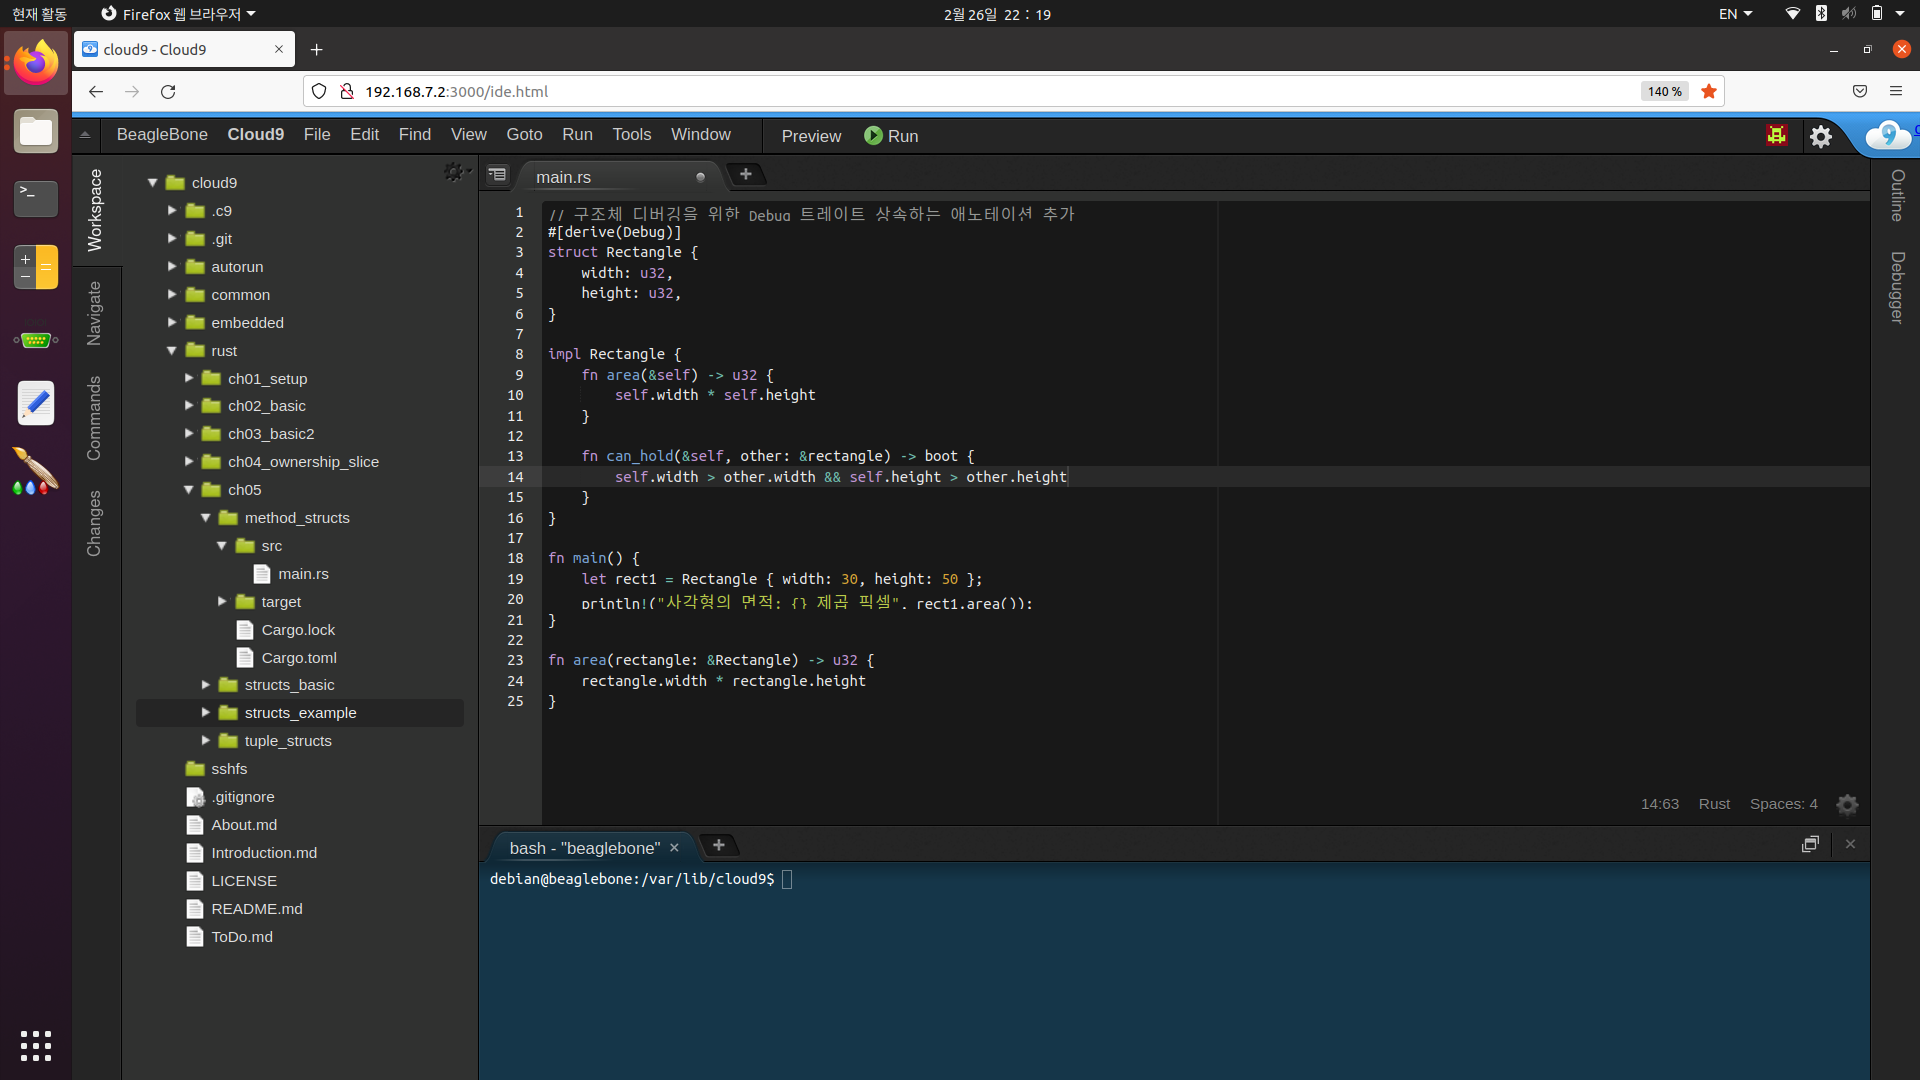 현재 활동
Firefox 웹 브라우저
2월 26일 22 : 19
EN
cloud9 - Cloud9
192.168.7.2:3000/ide.html
140 %
BeagleBone Cloud9 File Edit Find View Goto Run Tools Window Preview Run
Workspace
Navigate
Commands
Changes
cloud9
.c9
.git
autorun
common
embedded
rust
ch01_setup
ch02_basic
ch03_basic2
ch04_ownership_slice
ch05
method_structs
src
main.rs
target
Cargo.lock
Cargo.toml
structs_basic
structs_example
tuple_structs
sshfs
.gitignore
About.md
Introduction.md
LICENSE
README.md
ToDo.md
main.rs
1 // 구조체 디버깅을 위한 Debug 트레이트 상속하는 애노테이션 추가
2 #[derive(Debug)]
3 struct Rectangle {
4     width: u32,
5     height: u32,
6 }
7
8 impl Rectangle {
9     fn area(&self) -> u32 {
10         self.width * self.height
11     }
12
13     fn can_hold(&self, other: &rectangle) -> boot {
14         self.width > other.width && self.height > other.height
15     }
16 }
17
18 fn main() {
19     let rect1 = Rectangle { width: 30, height: 50 };
20     println!("사각형의 면적: {} 제곱 픽셀", rect1.area());
21 }
22
23 fn area(rectangle: &Rectangle) -> u32 {
24     rectangle.width * rectangle.height
25 }
14:63 Rust Spaces: 4
Outline
Debugger
bash - "beaglebone"
debian@beaglebone:/var/lib/cloud9$